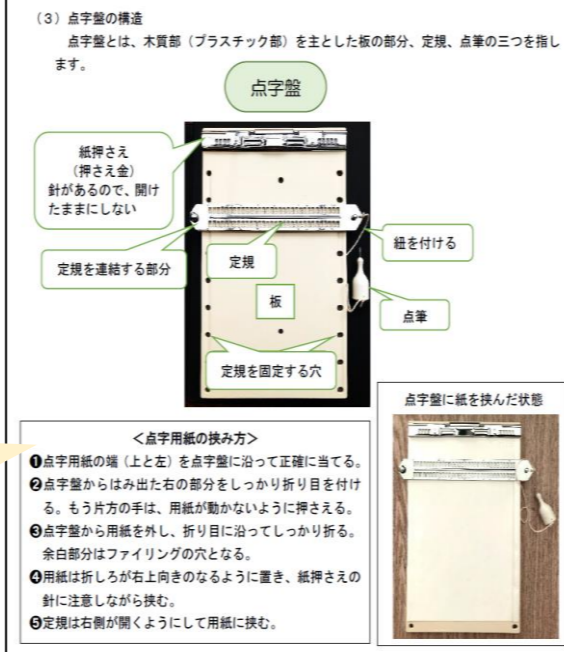 （３）点字盤の構造
点字盤とは、木質部（プラスチック部）を主とした板の部分、定規、点筆の三つを指し
ます。
点字盤
紙押さえ
（押さえ金）
針があるので、開け
たままにしない
定規を連結する部分
定規
紐を付ける
板
点筆
定規を固定する穴
点字盤に紙を挟んだ状態
＜点字用紙の挟み方＞
❶点字用紙の端（上と左）を点字盤に沿って正確に当てる。
❷点字盤からはみ出た右の部分をしっかり折り目を付け
る。もう片方の手は、用紙が動かないように押さえる。
❸点字盤から用紙を外し、折り目に沿ってしっかり折る。
余白部分はファイリングの穴となる。
❹用紙は折しろが右上向きのなるように置き、紙押さえの
針に注意しながら挟む。
❺定規は右側が開くようにして用紙に挟む。